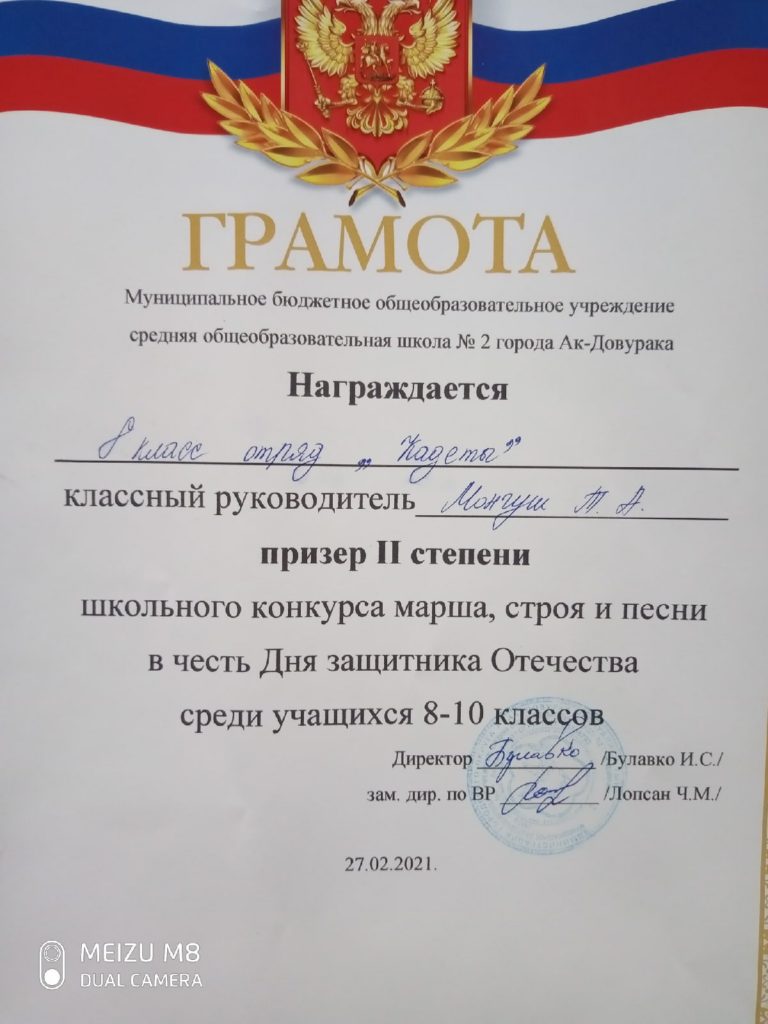 ГРАМОТА
Муниципальное бюджетное общеобразовательное учреждение
средняя общеобразовательная школа № 2 города Ак-Довурака
Награждается
8 класс отряд „Кадеты”
классный руководитель Монгуш Т. А.
призер II степени
школьного конкурса марша, строя и песни
в честь Дня защитника Отечества
среди учащихся 8-10 классов
Директор Булавко /Булавко И.С./
зам. дир. по ВР /Лопсан Ч.М./
27.02.2021.
MEIZU M8
DUAL CAMERA